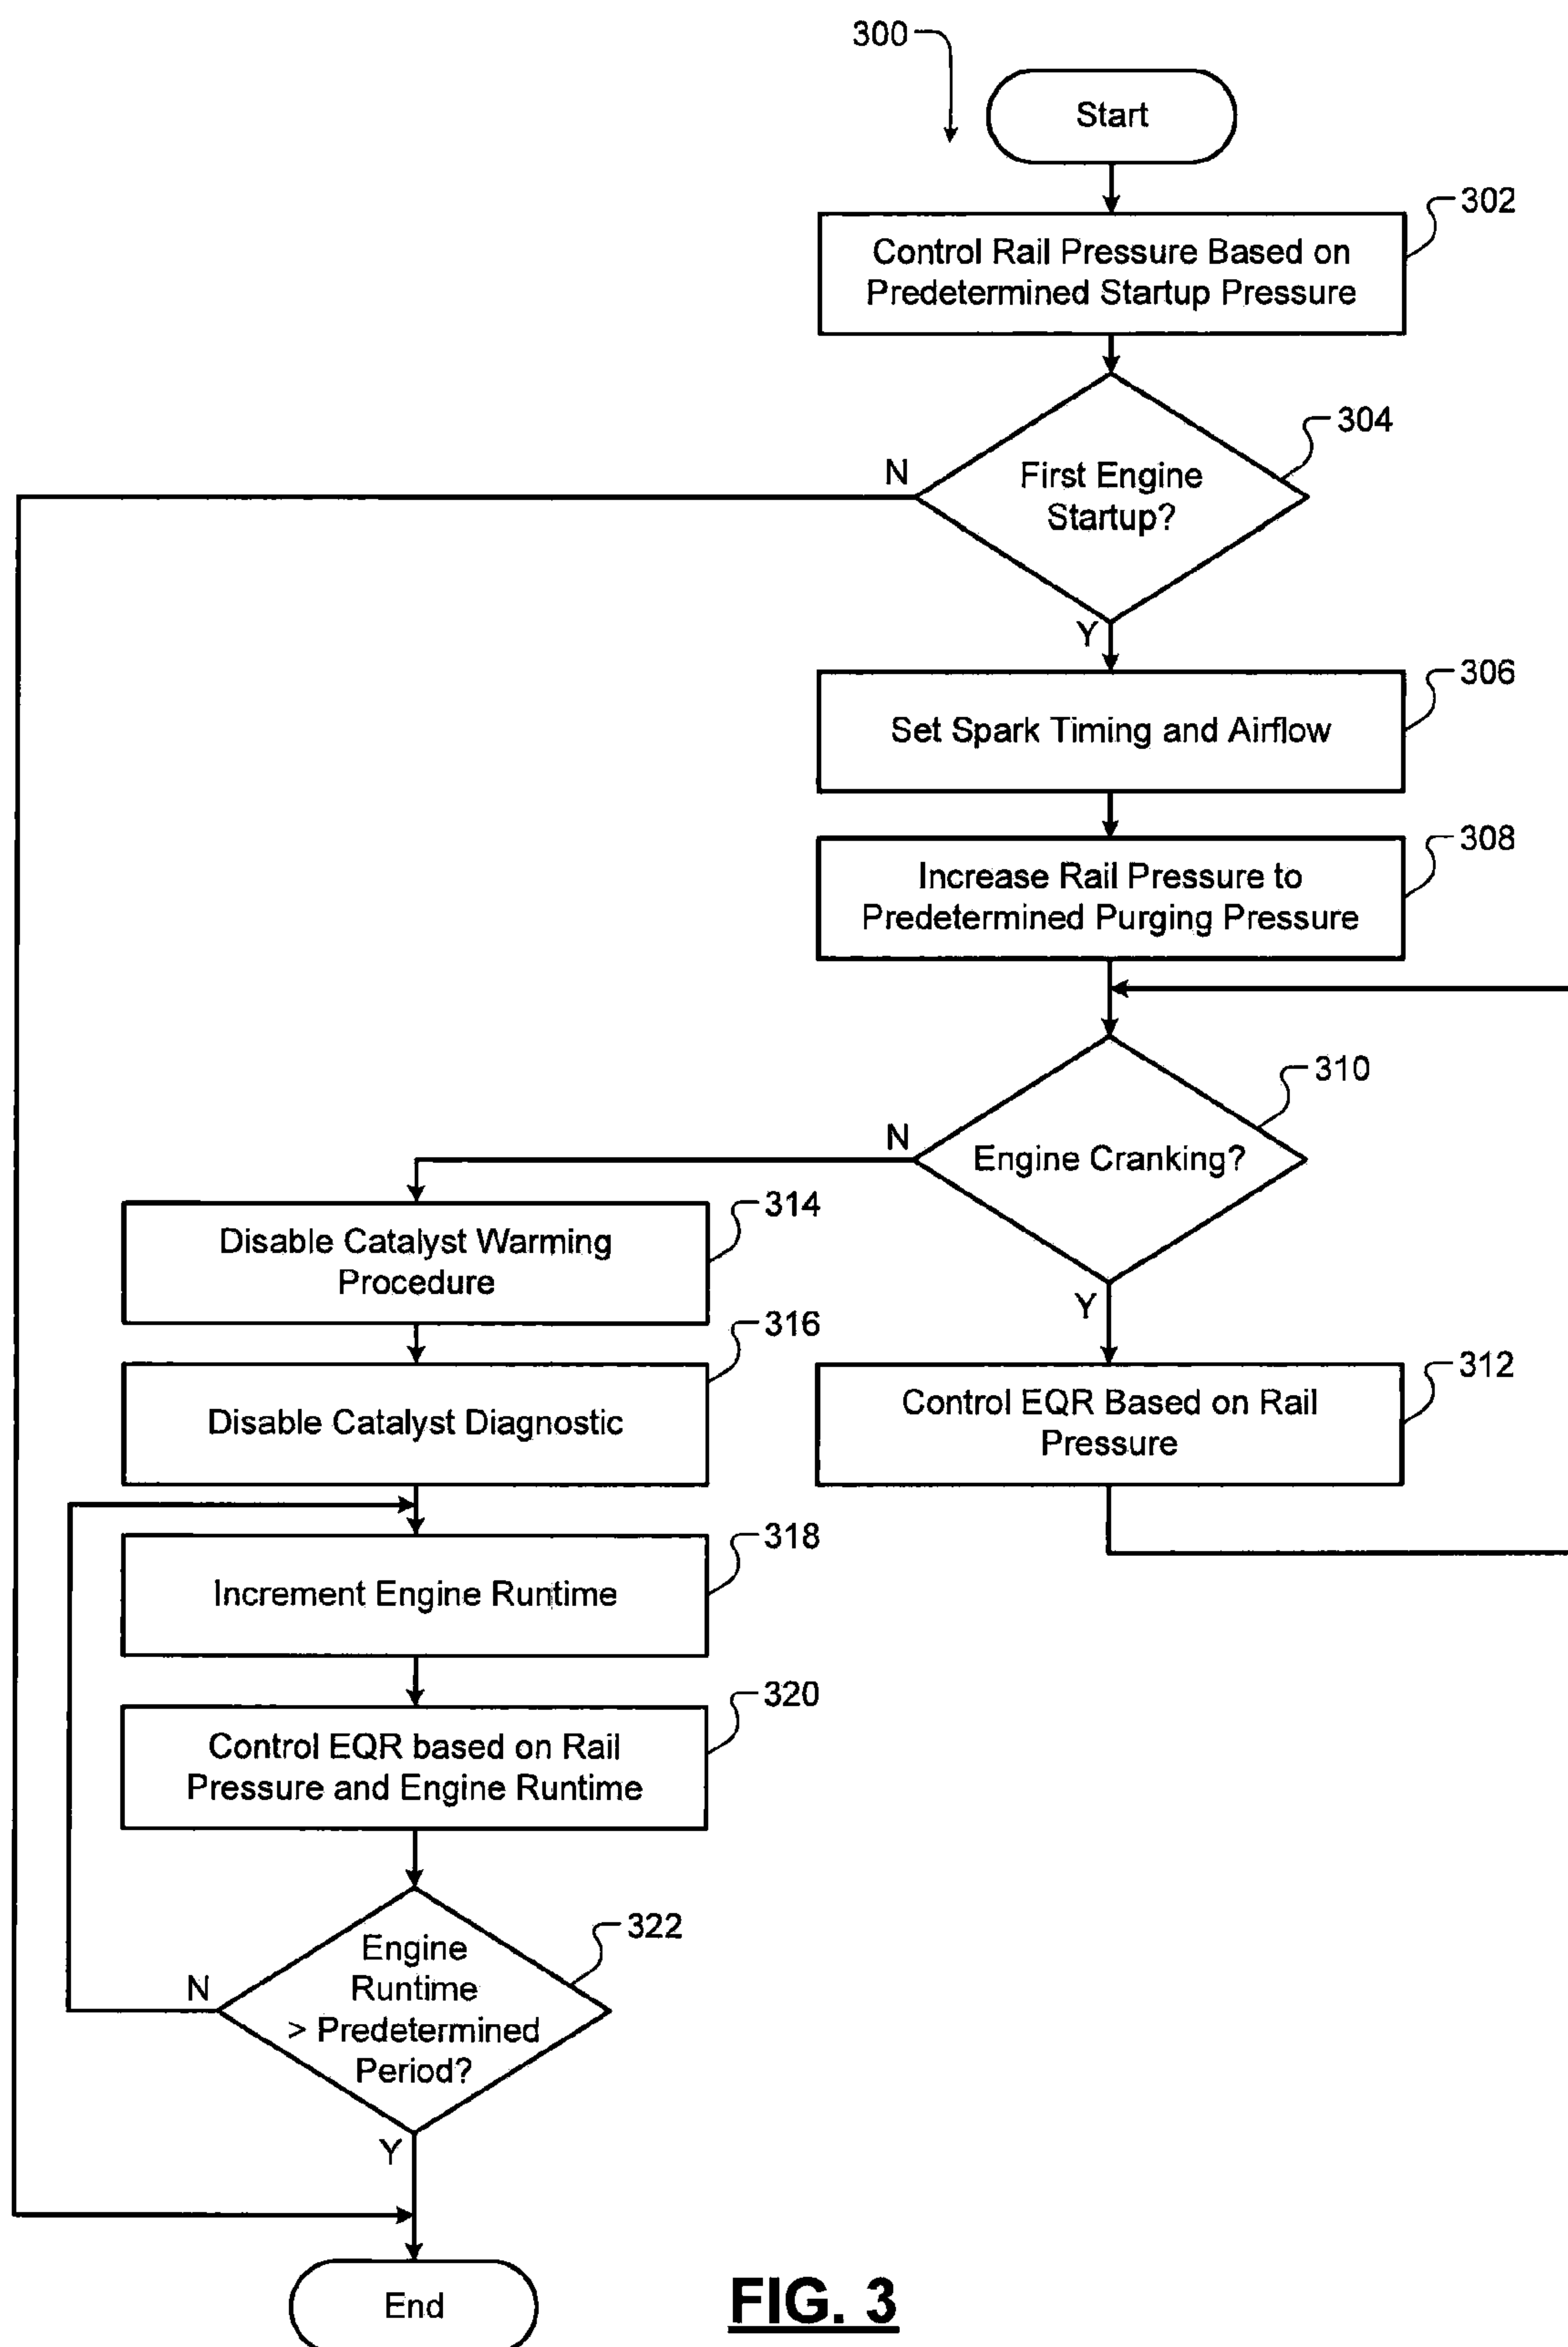 300
Start
302
Control Rail Pressure Based on
Predetermined Startup Pressure
304
N
First Engine
Startup?
Y
306
Set Spark Timing and Airflow
308
Increase Rail Pressure to
Predetermined Purging Pressure
310
N
Engine Cranking?
Y
312
Control EQR Based on Rail
Pressure
314
Disable Catalyst Warming
Procedure
316
Disable Catalyst Diagnostic
318
Increment Engine Runtime
320
Control EQR based on Rail
Pressure and Engine Runtime
322
N
Engine
Runtime
> Predetermined
Period?
Y
End
FIG. 3